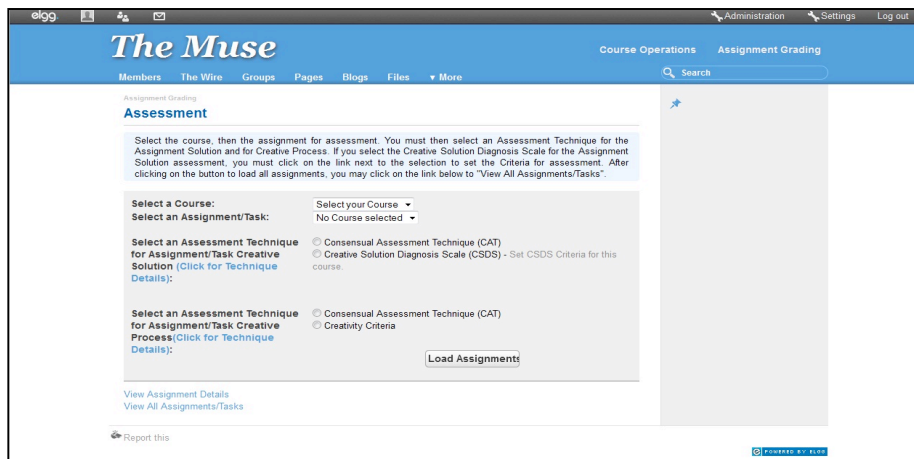 elgg.
Administration Settings Log out
The Muse
Course Operations Assignment Grading
Members The Wire Groups Pages Blogs Files ▼ More
Search
Assignment Grading
Assessment
Select the course, then the assignment for assessment. You must then select an Assessment Technique for the
Assignment Solution and for Creative Process. If you select the Creative Solution Diagnosis Scale for the Assignment
Solution assessment, you must click on the link next to the selection to set the Criteria for assessment. After
clicking on the button to load all assignments, you may click on the link below to "View All Assignments/Tasks".
Select a Course: Select your Course
Select an Assignment/Task: No Course selected
Select an Assessment Technique
for Assignment/Task Creative
Solution (Click for Technique
Details):
Consensual Assessment Technique (CAT)
Creative Solution Diagnosis Scale (CSDS) - Set CSDS Criteria for this
course.
Select an Assessment Technique
for Assignment/Task Creative
Process(Click for Technique
Details):
Consensual Assessment Technique (CAT)
Creativity Criteria
Load Assignments
View Assignment Details
View All Assignments/Tasks
Report this
POWERED BY ELGG